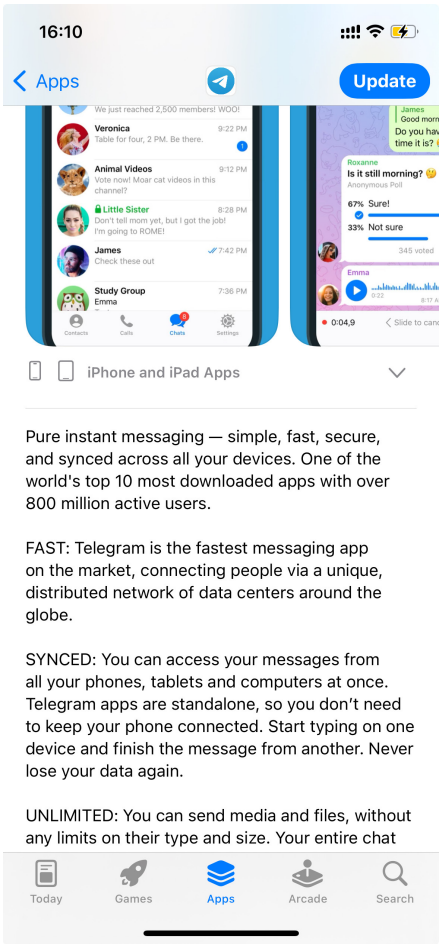 16:10
Apps
Update
We just reached 2,500 members! WOO!
Veronica 9:22 PM
Table for four, 2 PM. Be there.
1
Animal Videos 9:12 PM
Vote now! Moar cat videos in this
channel?
Little Sister 8:28 PM
Don't tell mom yet, but I got the job!
I'm going to ROME!
James 7:42 PM
Check these out
Study Group 7:36 PM
Emma
8
Contacts Calls Chats Settings
James
Good morn
Do you hav
time it is?
Roxanne
Is it still morning? 🤔
Anonymous Poll
67% Sure!
33% Not sure
345 voted
Emma
0:22
8:17 A
0:04,9 Slide to canc
iPhone and iPad Apps
Pure instant messaging — simple, fast, secure,
and synced across all your devices. One of the
world's top 10 most downloaded apps with over
800 million active users.
FAST: Telegram is the fastest messaging app
on the market, connecting people via a unique,
distributed network of data centers around the
globe.
SYNCED: You can access your messages from
all your phones, tablets and computers at once.
Telegram apps are standalone, so you don’t need
to keep your phone connected. Start typing on one
device and finish the message from another. Never
lose your data again.
UNLIMITED: You can send media and files, without
any limits on their type and size. Your entire chat
Today Games Apps Arcade Search